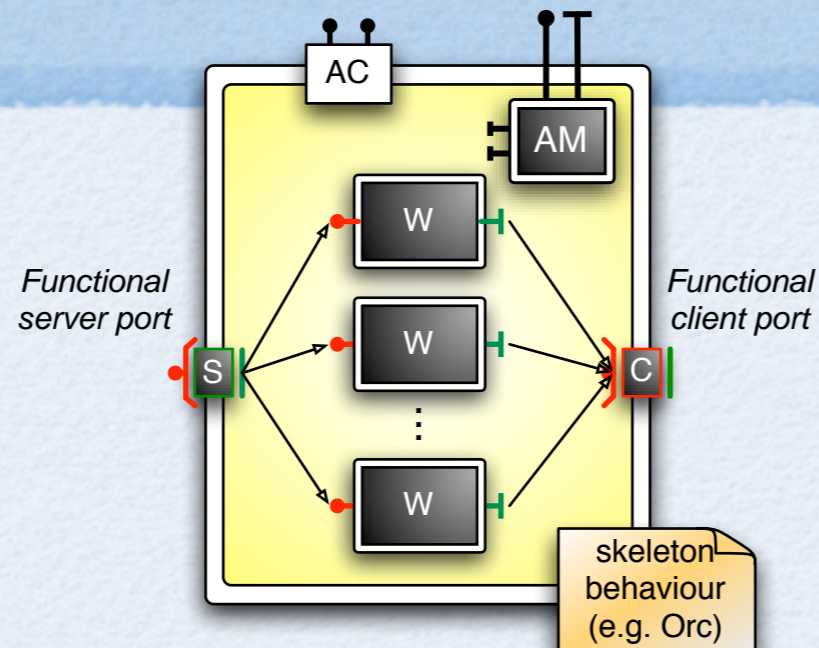 AC
AM
W
Functional
server port
Functional
client port
W
S
C
W
skeleton
behaviour
(e.g. Orc)